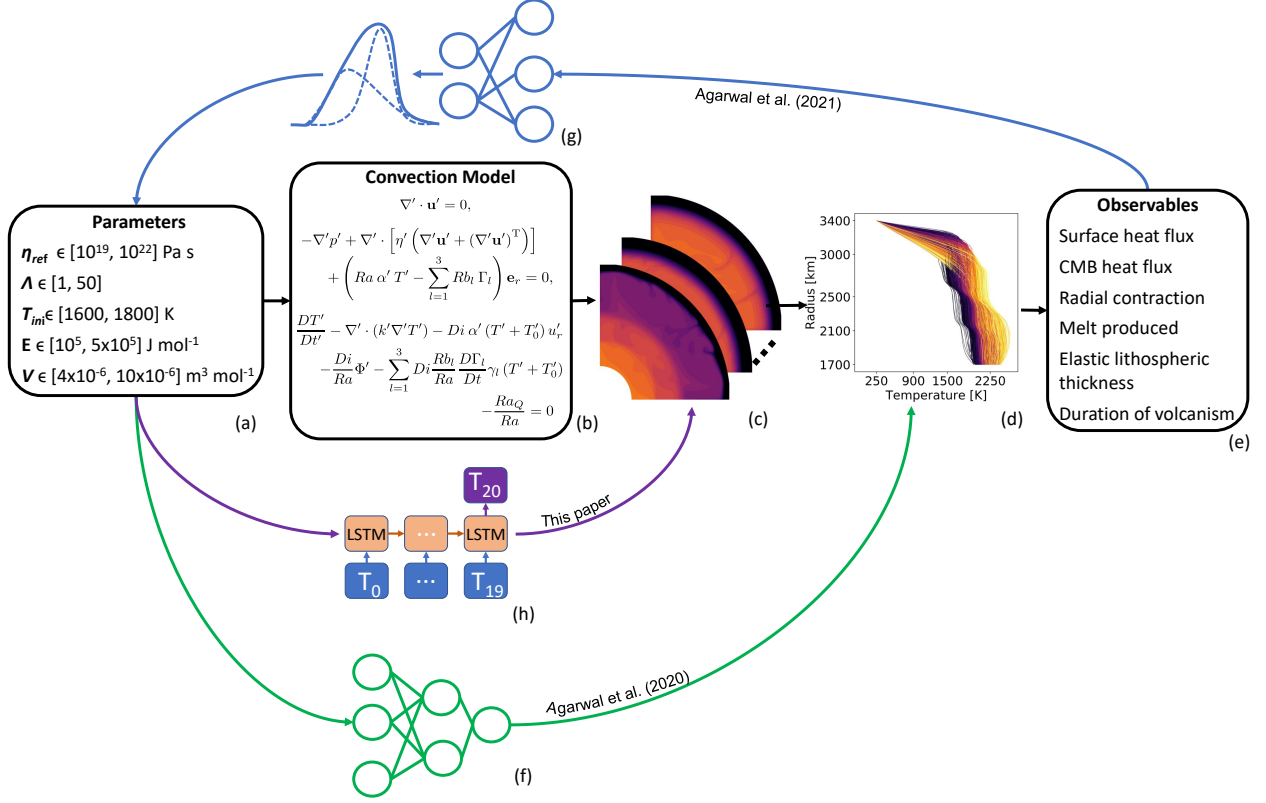 Agarwal et al. (2021)
(g)
Parameters
η_ref ∈ [10^19, 10^22] Pa s
Λ ∈ [1, 50]
T_ini ∈ [1600, 1800] K
E ∈ [10^5, 5x10^5] J mol^-1
V ∈ [4x10^-6, 10x10^-6] m^3 mol^-1
(a)
Convection Model
∇′ · u′ = 0,
−∇′p′ + ∇′ · [η′ (∇′u′ + (∇′u′)^T)]
+ (Ra α′ T′ − ∑_{l=1}^{3} Rb_l Γ_l) e_r = 0,
DT′/Dt′ − ∇′ · (k′∇′T′) − Di α′ (T′ + T′_0) u′_r
−Di/Ra Φ′ − ∑_{l=1}^{3} Di Rb_l/Ra DΓ_l/Dt γ_l (T′ + T′_0)
−Ra_Q/Ra = 0
(b)
(c)
Radius [km]
3400
2900
2500
2100
1700
250 900 1500 2250
Temperature [K]
(d)
Observables
Surface heat flux
CMB heat flux
Radial contraction
Melt produced
Elastic lithospheric
thickness
Duration of volcanism
(e)
T_20
LSTM ... LSTM
T_0 ... T_19
(h)
This paper
Agarwal et al. (2020)
(f)